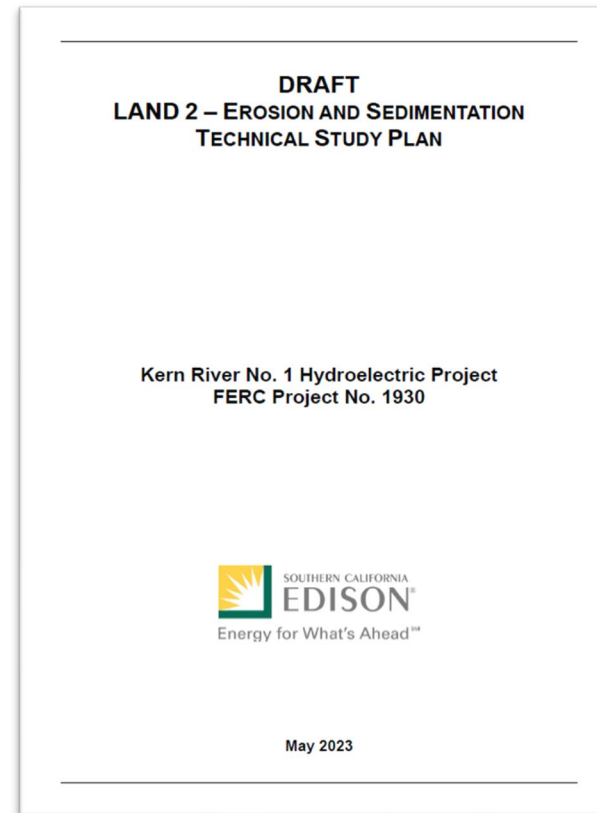 DRAFT
LAND 2 – EROSION AND SEDIMENTATION
TECHNICAL STUDY PLAN
Kern River No. 1 Hydroelectric Project
FERC Project No. 1930
SOUTHERN CALIFORNIA
EDISON®
Energy for What's Ahead℠
May 2023